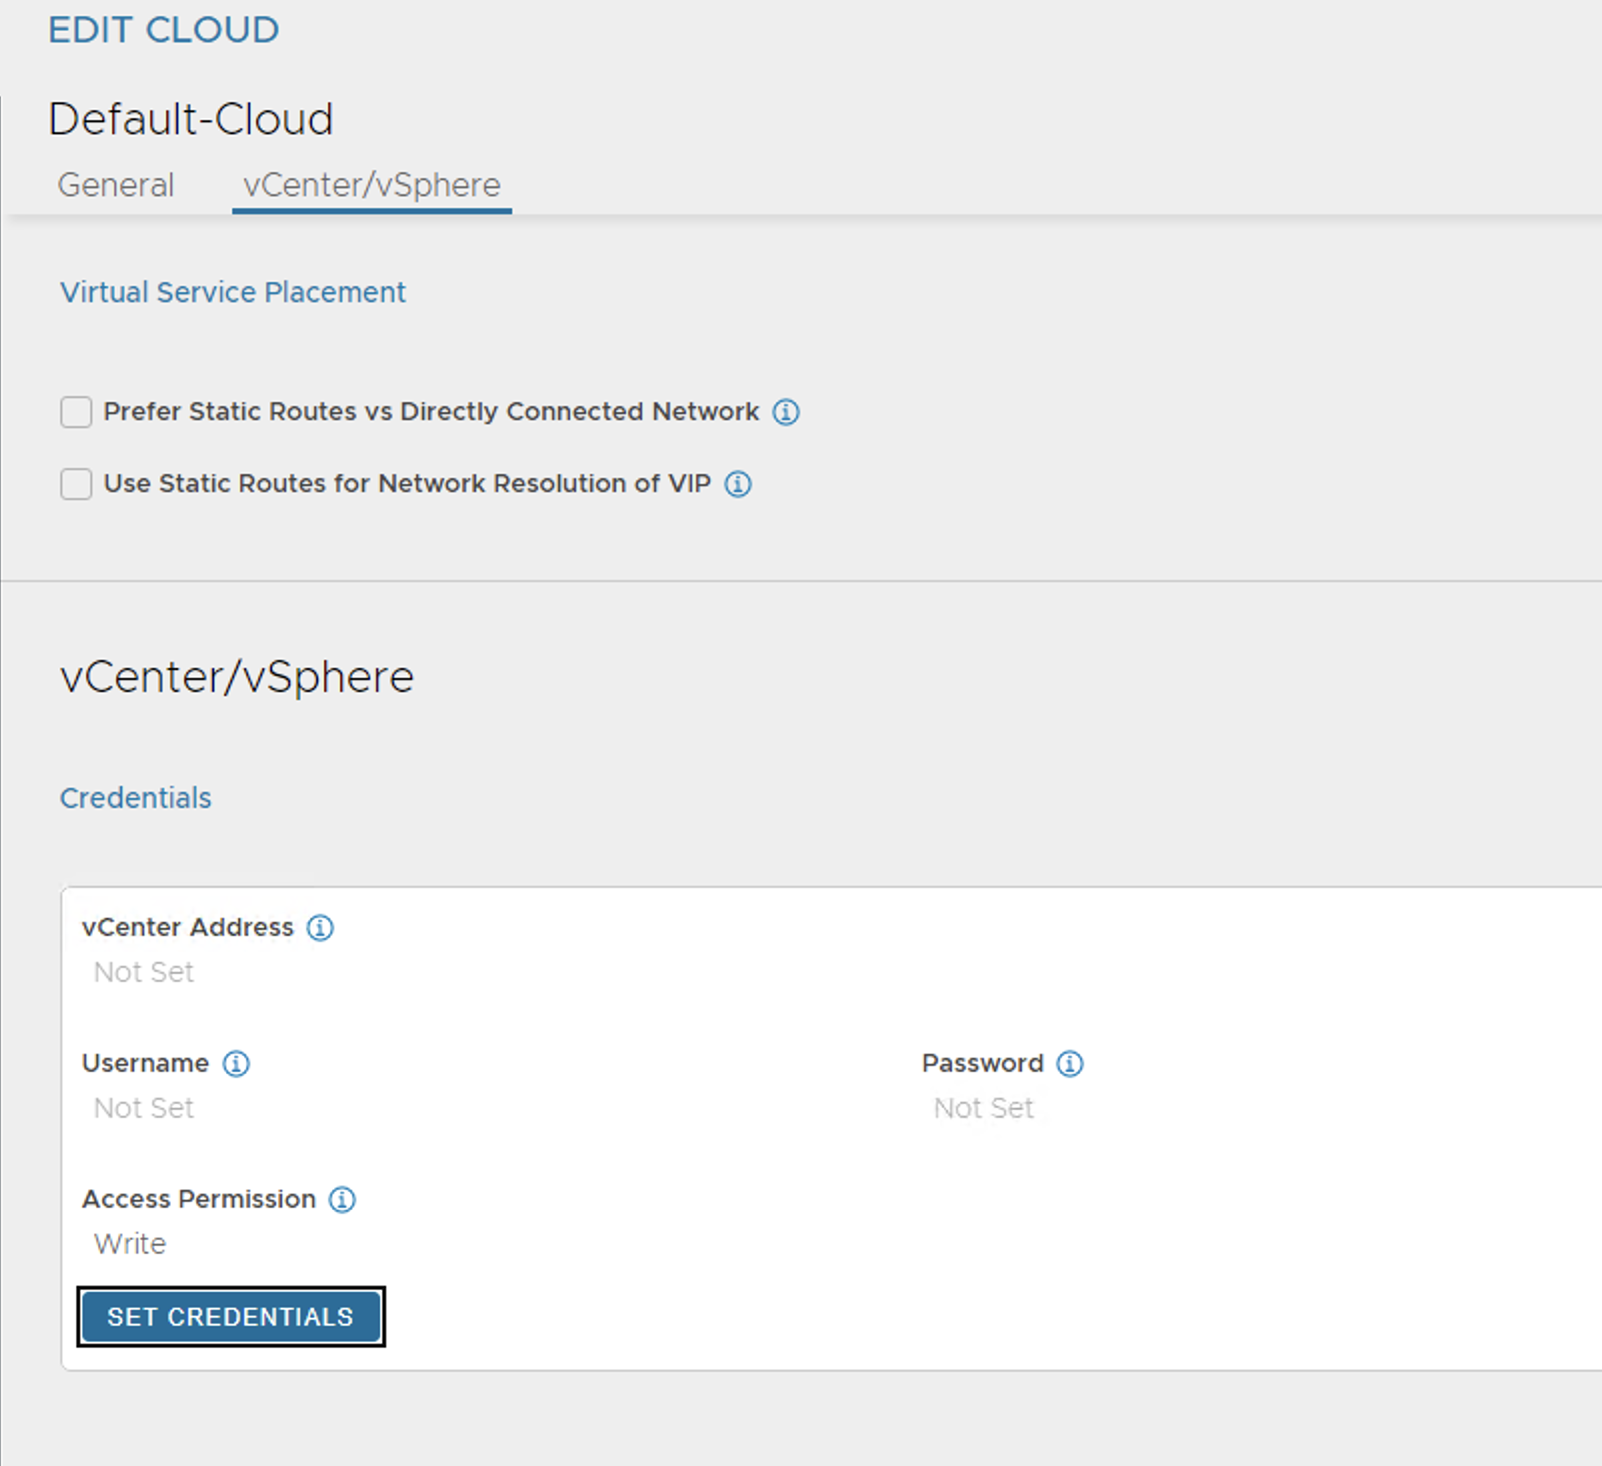 EDIT CLOUD
Default-Cloud
General vCenter/vSphere
Virtual Service Placement
Prefer Static Routes vs Directly Connected Network
Use Static Routes for Network Resolution of VIP
vCenter/vSphere
Credentials
vCenter Address
Not Set
Username Password
Not Set Not Set
Access Permission
Write
SET CREDENTIALS